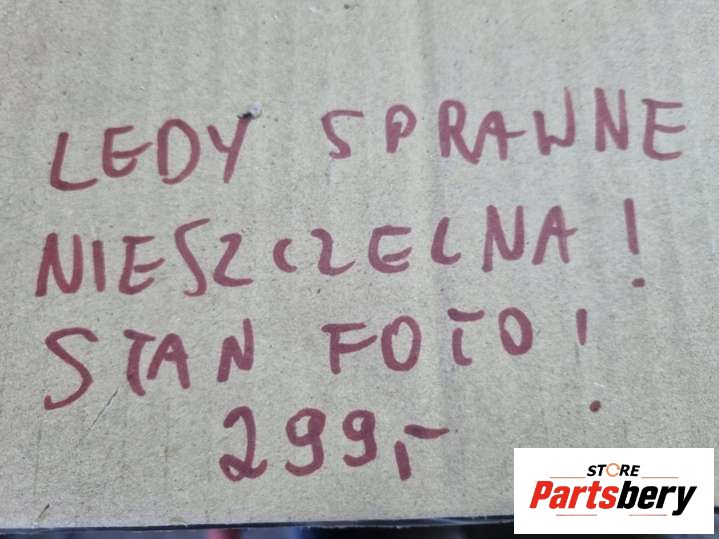 LEDY SPRAWNE
NIESZCZELNA!
STAN FOTO!
299,-
STORE
Partsbery